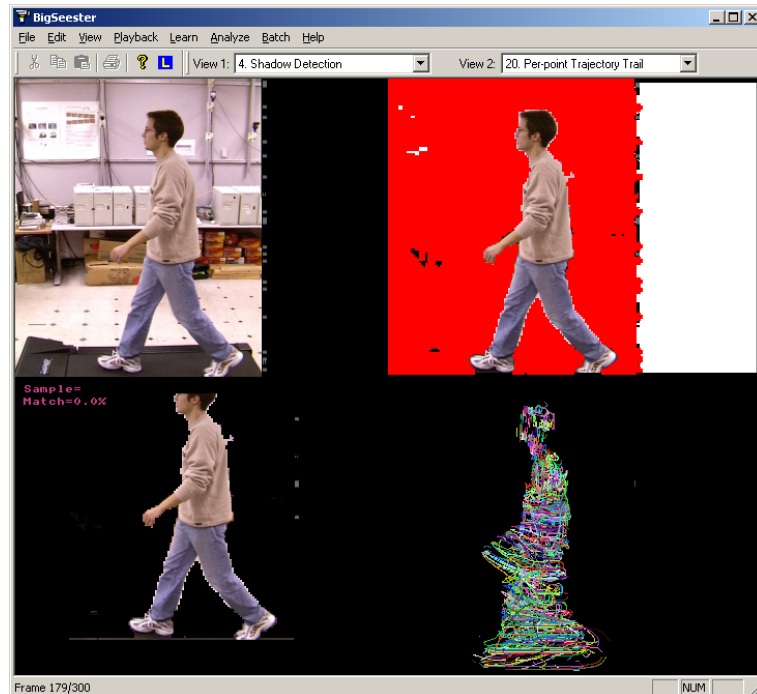 BigSeester
File Edit View Playback Learn Analyze Batch Help
View 1: 4. Shadow Detection View 2: 20. Per-point Trajectory Trail
Sample=
Match=0.0%
Frame 179/300
NUM